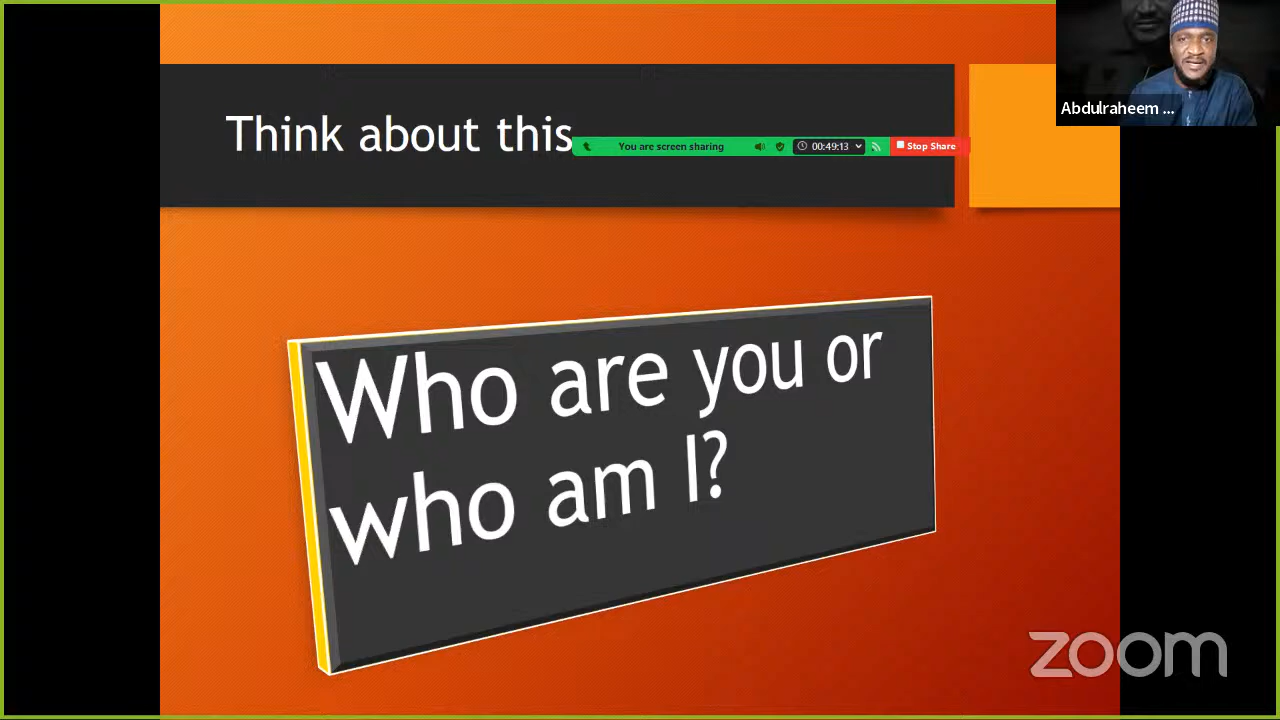 Abdulraheem ...
Think about this
You are screen sharing
00:49:13
Stop Share
Who are you or
who am I?
zoom